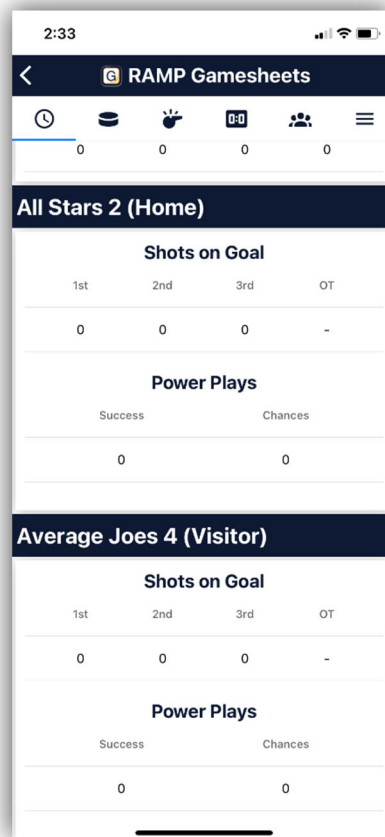 2:33
G RAMP Gamesheets
0:0
0 0 0 0
All Stars 2 (Home)
Shots on Goal
1st 2nd 3rd OT
0 0 0 -
Power Plays
Success Chances
0 0
Average Joes 4 (Visitor)
Shots on Goal
1st 2nd 3rd OT
0 0 0 -
Power Plays
Success Chances
0 0